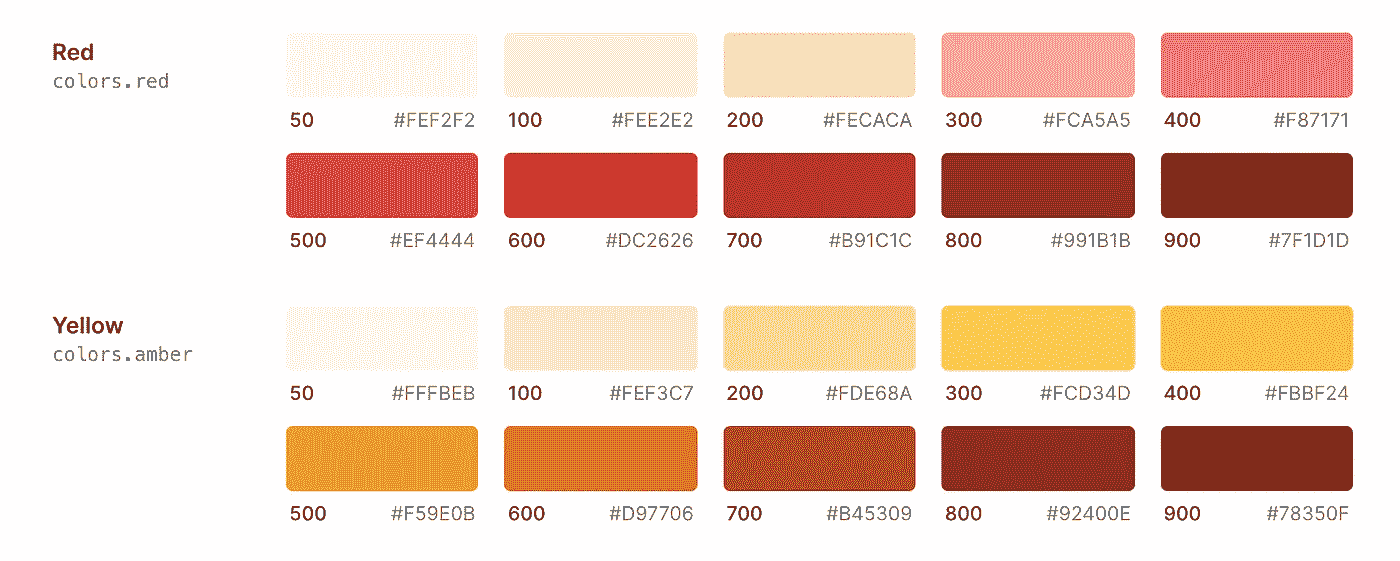 Red
colors.red
50 #FEF2F2 100 #FEE2E2 200 #FECACA 300 #FCA5A5 400 #F87171
500 #EF4444 600 #DC2626 700 #B91C1C 800 #991B1B 900 #7F1D1D
Yellow
colors.amber
50 #FFFBEB 100 #FEF3C7 200 #FDE68A 300 #FCD34D 400 #FBBF24
500 #F59E0B 600 #D97706 700 #B45309 800 #92400E 900 #78350F